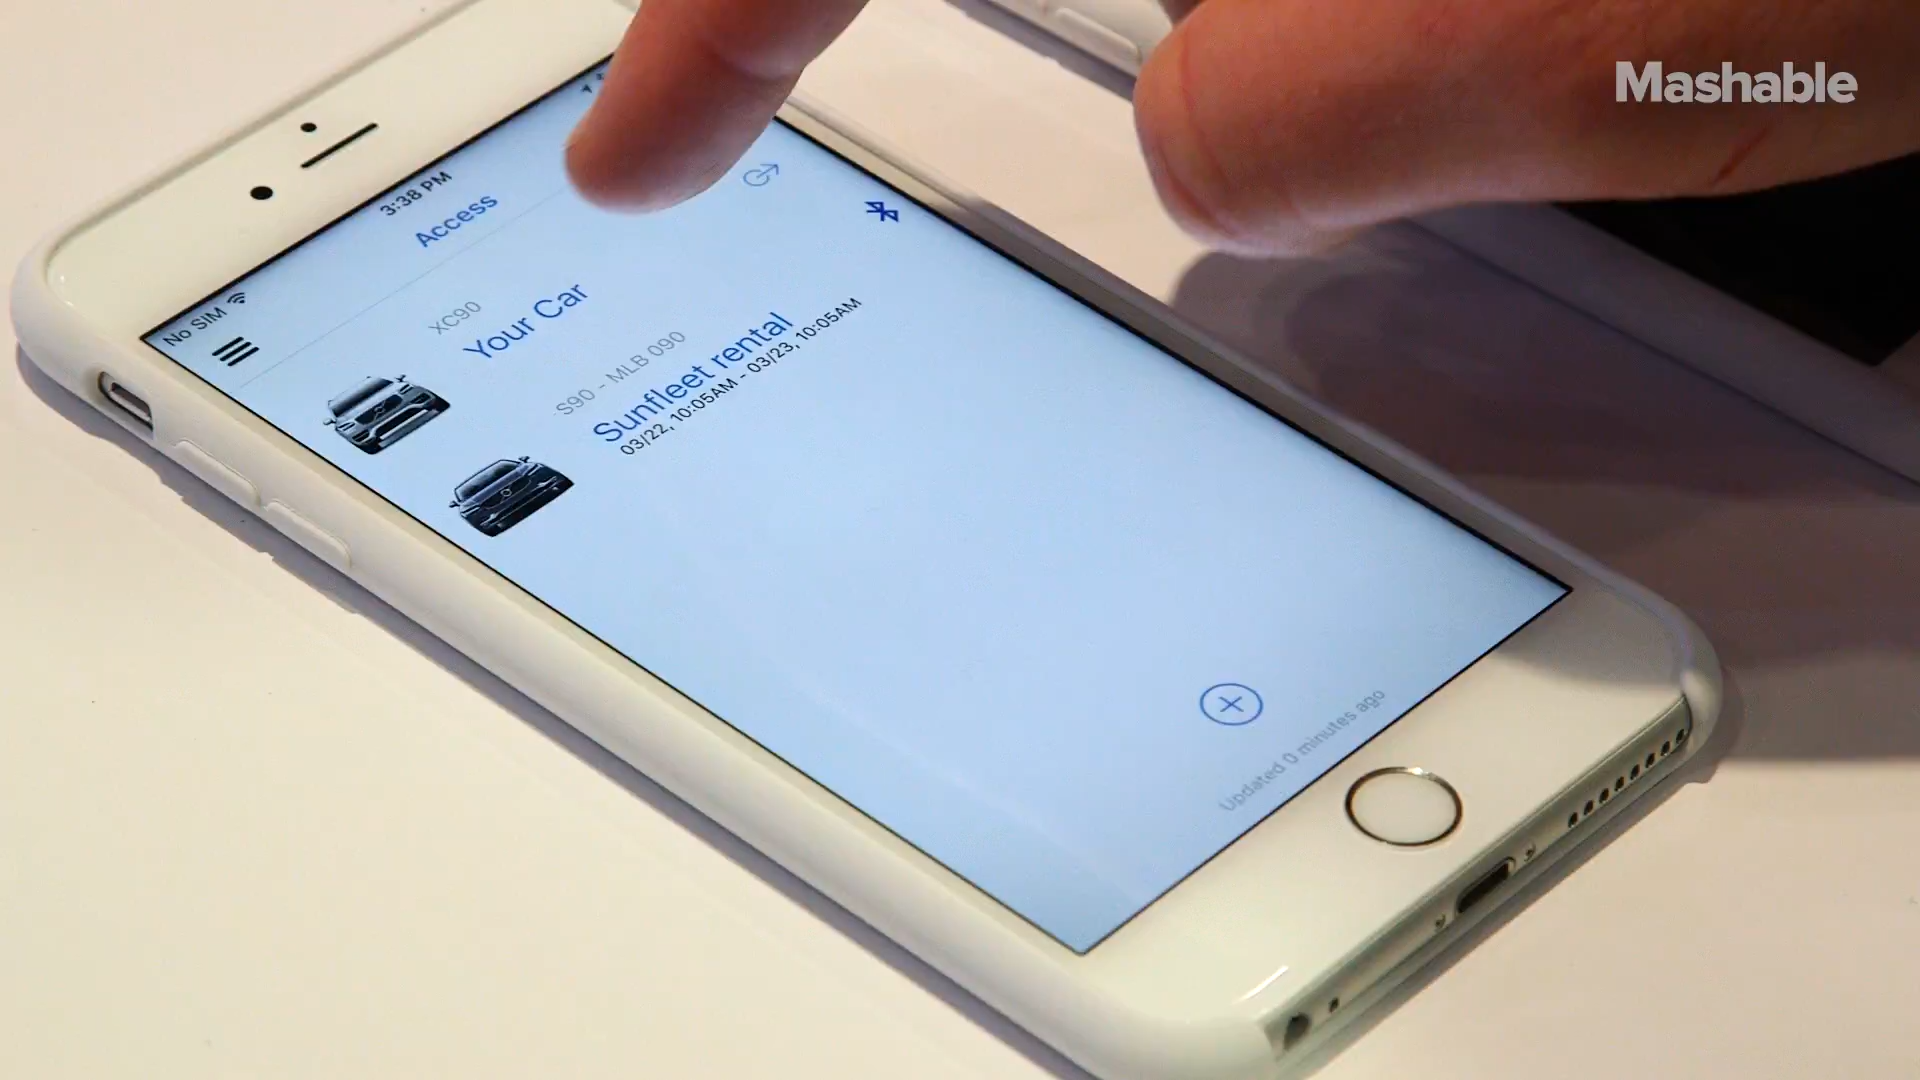 Mashable
No SIM 3:38 PM
Access
XC90
Your Car
S90 - MLB 090
Sunfleet rental
03/22, 10:05AM - 03/23, 10:05AM
Updated 0 minutes ago